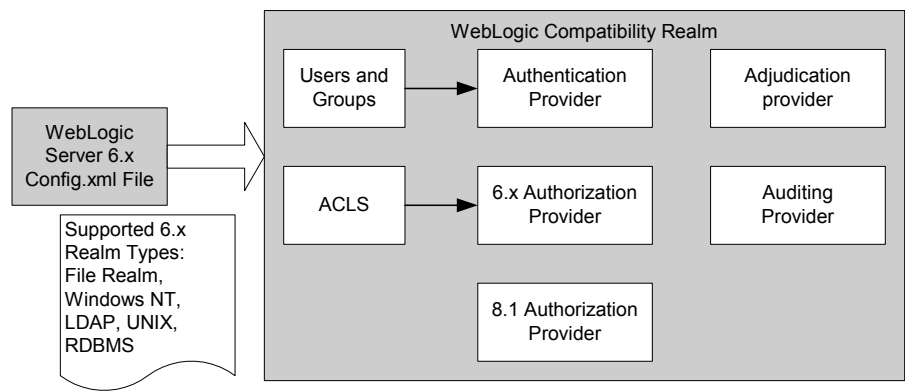 WebLogic Compatibility Realm
Users and
Groups
Authentication
Provider
Adjudication
provider
WebLogic
Server 6.x
Config.xml File
ACLS
6.x Authorization
Provider
Auditing
Provider
Supported 6.x
Realm Types:
File Realm,
Windows NT,
LDAP, UNIX,
RDBMS
8.1 Authorization
Provider